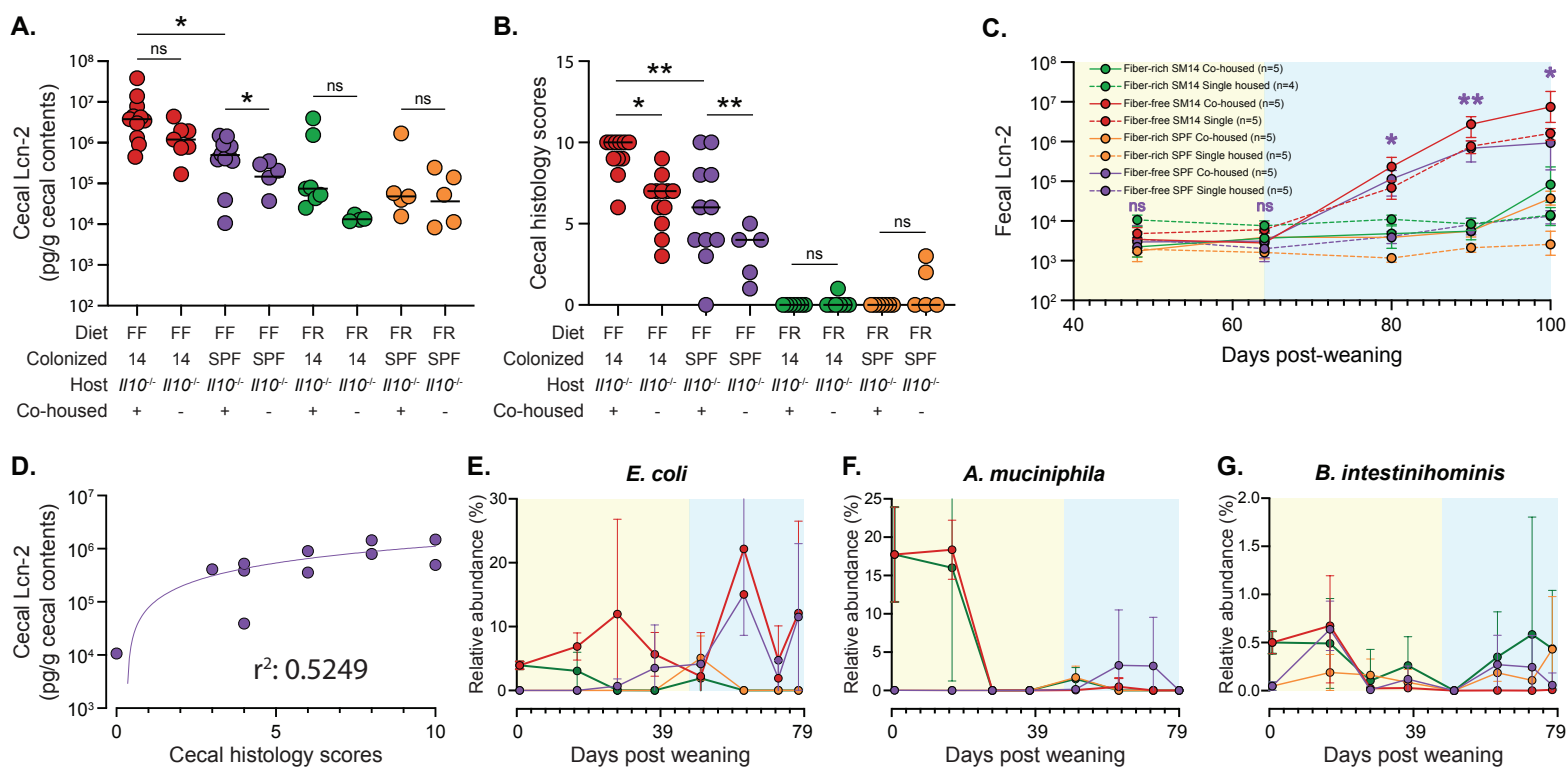 A.
Cecal Lcn-2
(pg/g cecal contents)
10⁸
10⁷
10⁶
10⁵
10⁴
10³
10²
*
ns
*
ns
ns
Diet FF FF FF FF FR FR FR FR
Colonized 14 14 SPF SPF 14 14 SPF SPF
Host Il10⁻/⁻ Il10⁻/⁻ Il10⁻/⁻ Il10⁻/⁻ Il10⁻/⁻ Il10⁻/⁻ Il10⁻/⁻ Il10⁻/⁻
Co-housed + - + - + - + -
B.
Cecal histology scores
15
10
5
0
**
*
**
ns
ns
FF FF FF FF FR FR FR FR
14 14 SPF SPF 14 14 SPF SPF
Il10⁻/⁻ Il10⁻/⁻ Il10⁻/⁻ Il10⁻/⁻ Il10⁻/⁻ Il10⁻/⁻ Il10⁻/⁻ Il10⁻/⁻
+ - + - + - + -
C.
Fecal Lcn-2
10⁸
10⁷
10⁶
10⁵
10⁴
10³
10²
Fiber-rich SM14 Co-housed (n=5)
Fiber-rich SM14 Single housed (n=4)
Fiber-free SM14 Co-housed (n=5)
Fiber-free SM14 Single (n=5)
Fiber-rich SPF Co-housed (n=5)
Fiber-rich SPF Single housed (n=5)
Fiber-free SPF Co-housed (n=5)
Fiber-free SPF Single housed (n=5)
ns
ns
*
**
*
40 60 80 100
Days post-weaning
D.
Cecal Lcn-2
(pg/g cecal contents)
10⁷
10⁶
10⁵
10⁴
10³
r²: 0.5249
0 5 10
Cecal histology scores
E.
E. coli
Relative abundance (%)
30
20
10
0
0 39 79
Days post weaning
F.
A. muciniphila
Relative abundance (%)
25
20
15
10
5
0
0 39 79
Days post weaning
G.
B. intestinihominis
Relative abundance (%)
2.0
1.5
1.0
0.5
0.0
0 39 79
Days post weaning